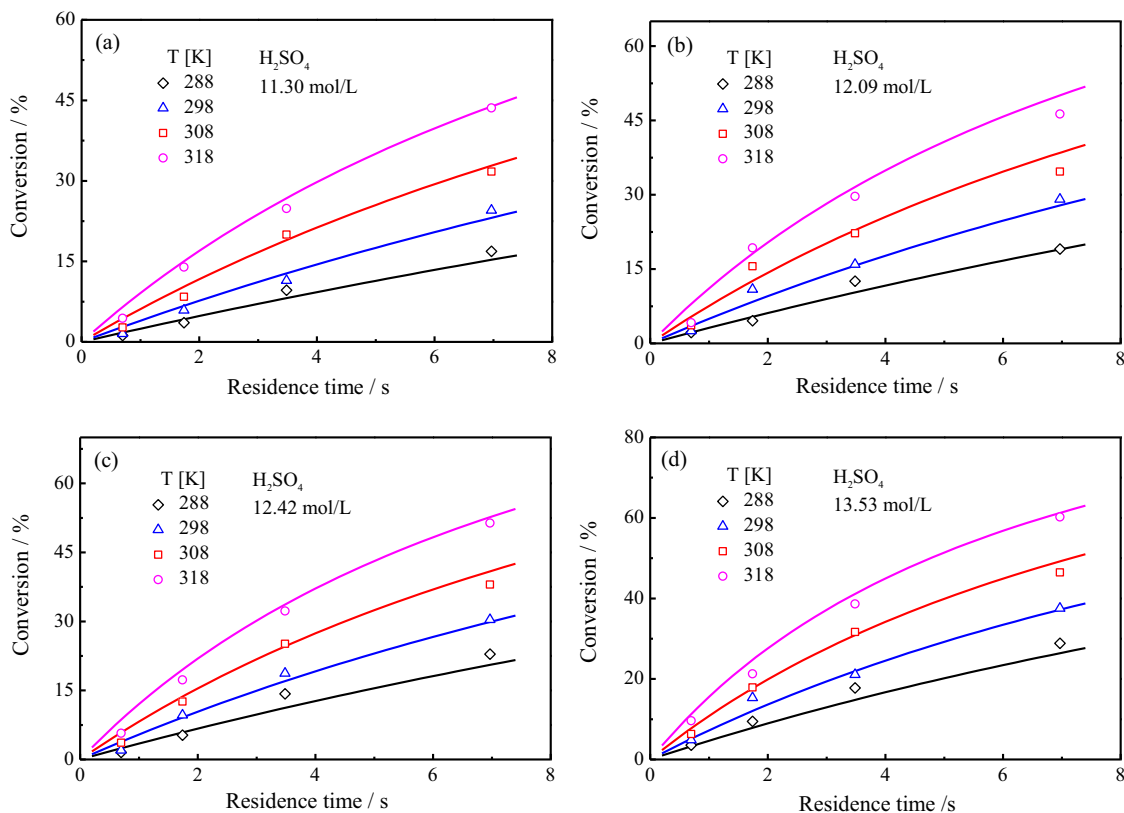 (a)
T [K]
288
298
308
318
H₂SO₄
11.30 mol/L
60
45
30
15
0
Conversion / %
0 2 4 6 8
Residence time / s
(b)
T [K]
288
298
308
318
H₂SO₄
12.09 mol/L
60
45
30
15
0
Conversion / %
0 2 4 6 8
Residence time / s
(c)
T [K]
288
298
308
318
H₂SO₄
12.42 mol/L
60
45
30
15
0
Conversion / %
0 2 4 6 8
Residence time / s
(d)
T [K]
288
298
308
318
H₂SO₄
13.53 mol/L
80
60
40
20
0
Conversion / %
0 2 4 6 8
Residence time /s